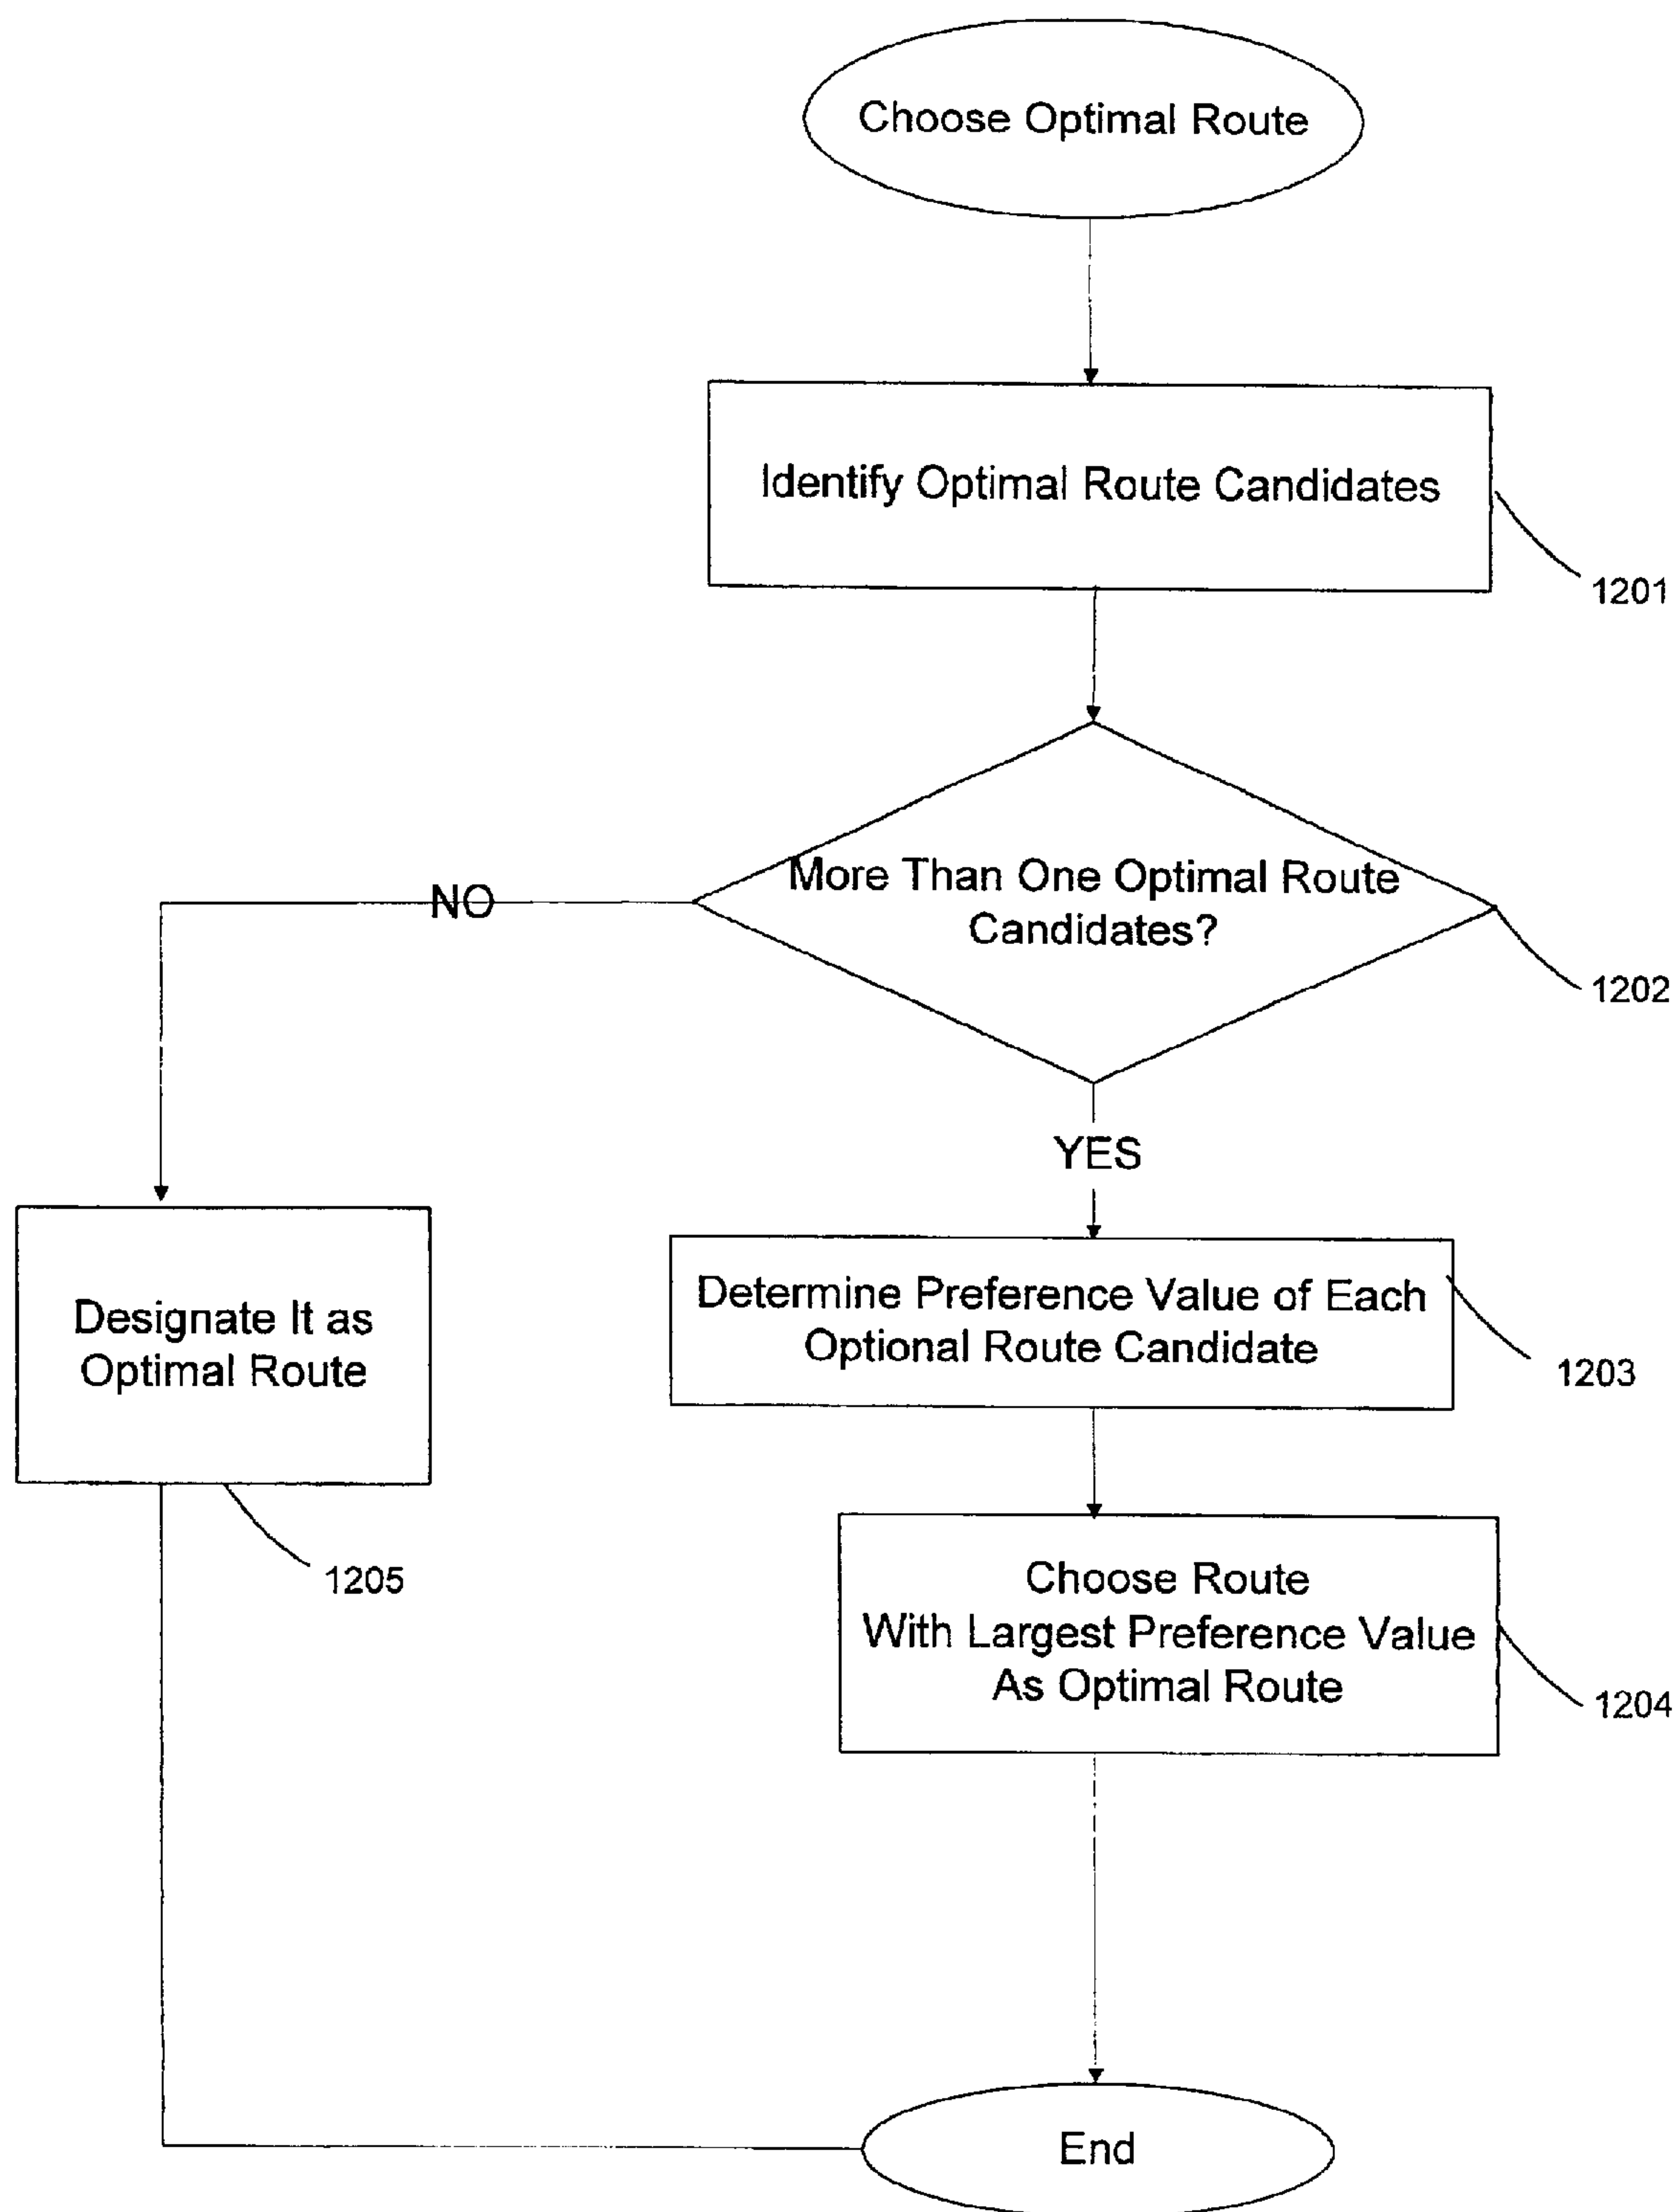 Choose Optimal Route
Identify Optimal Route Candidates
1201
More Than One Optimal Route
Candidates?
1202
NO
YES
Determine Preference Value of Each
Optional Route Candidate
1203
Designate It as
Optimal Route
1205
Choose Route
With Largest Preference Value
As Optimal Route
1204
End